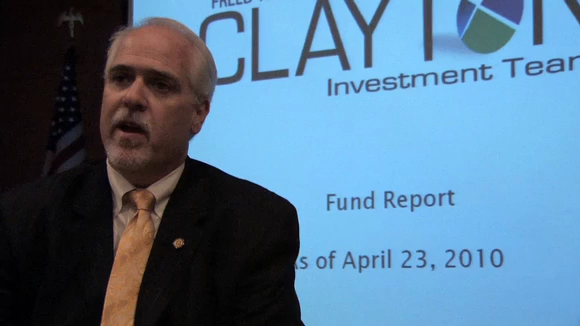 CLAYTON
Investment Team
Fund Report
As of April 23, 2010